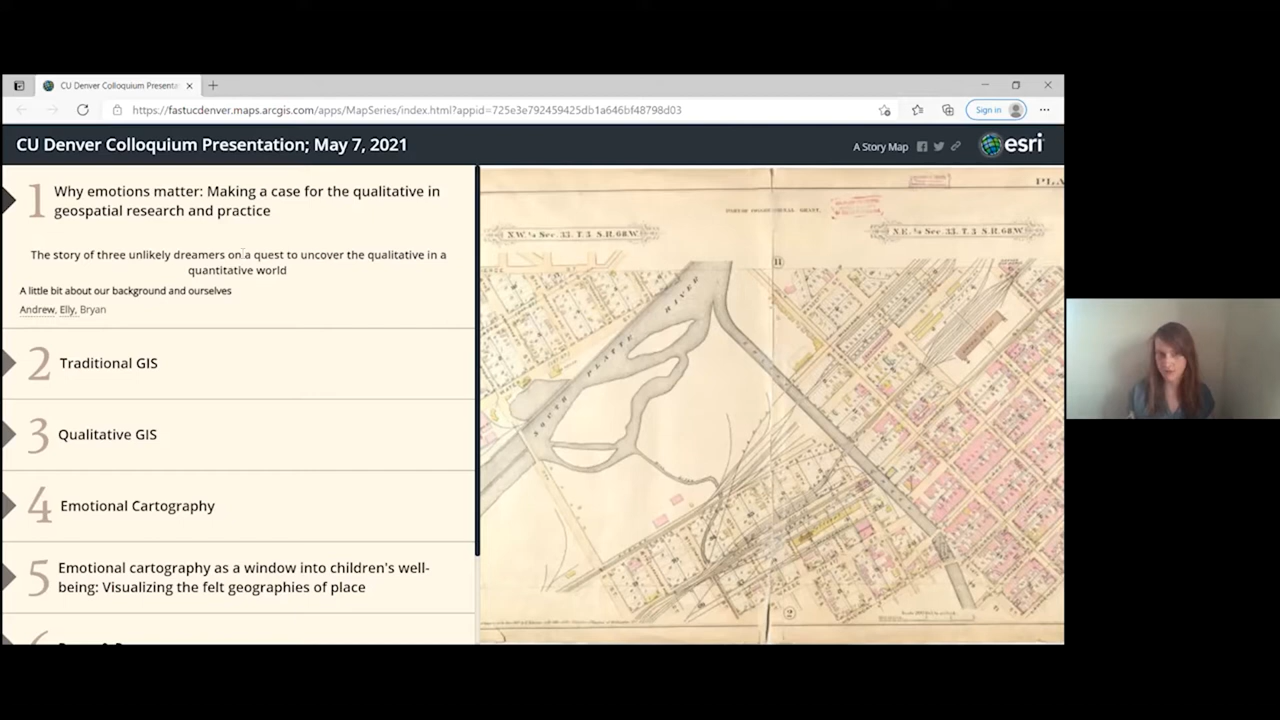 CU Denver Colloquium Presenta
https://fastucdenver.maps.arcgis.com/apps/MapSeries/index.html?appid=725e3e792459425db1a646bf48798d03
Sign in
CU Denver Colloquium Presentation; May 7, 2021
A Story Map
esri
1 Why emotions matter: Making a case for the qualitative in
geospatial research and practice
The story of three unlikely dreamers on a quest to uncover the qualitative in a
quantitative world
A little bit about our background and ourselves
Andrew, Elly, Bryan
2 Traditional GIS
3 Qualitative GIS
4 Emotional Cartography
5 Emotional cartography as a window into children's well-
being: Visualizing the felt geographies of place
PLA
N.W. ¼ Sec. 33. T. 3 S. R. 68. W.
N.E. ¼ Sec. 33. T. 3 S. R. 68. W.
11
SOUTH PLATTE RIVER
2